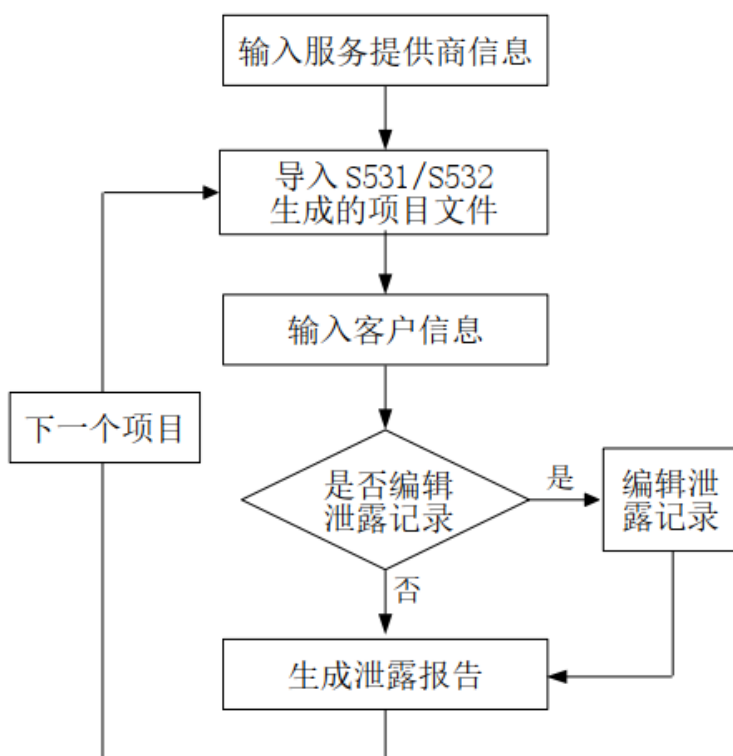 输入服务提供商信息
导入S531/S532
生成的项目文件
输入客户信息
下一个项目
是否编辑
泄露记录
是
编辑泄
露记录
否
生成泄露报告